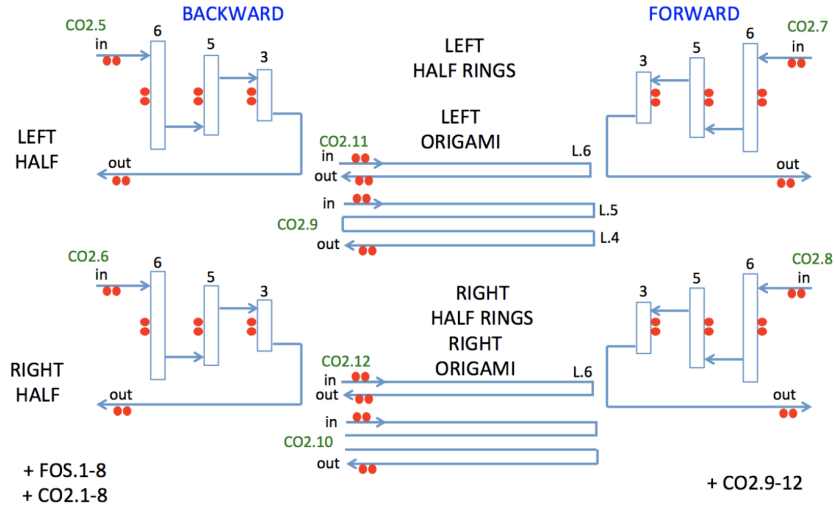 BACKWARD
FORWARD
CO2.5
in
6
5
3
LEFT
HALF
out
LEFT
HALF RINGS
LEFT
ORIGAMI
CO2.11
in
out
L.6
in
L.5
CO2.9
out
L.4
CO2.7
in
6
5
3
out
CO2.6
in
6
5
3
RIGHT
HALF
out
RIGHT
HALF RINGS
RIGHT
ORIGAMI
CO2.12
in
out
L.6
in
CO2.10
out
CO2.8
in
6
5
3
out
+ FOS.1-8
+ CO2.1-8
+ CO2.9-12